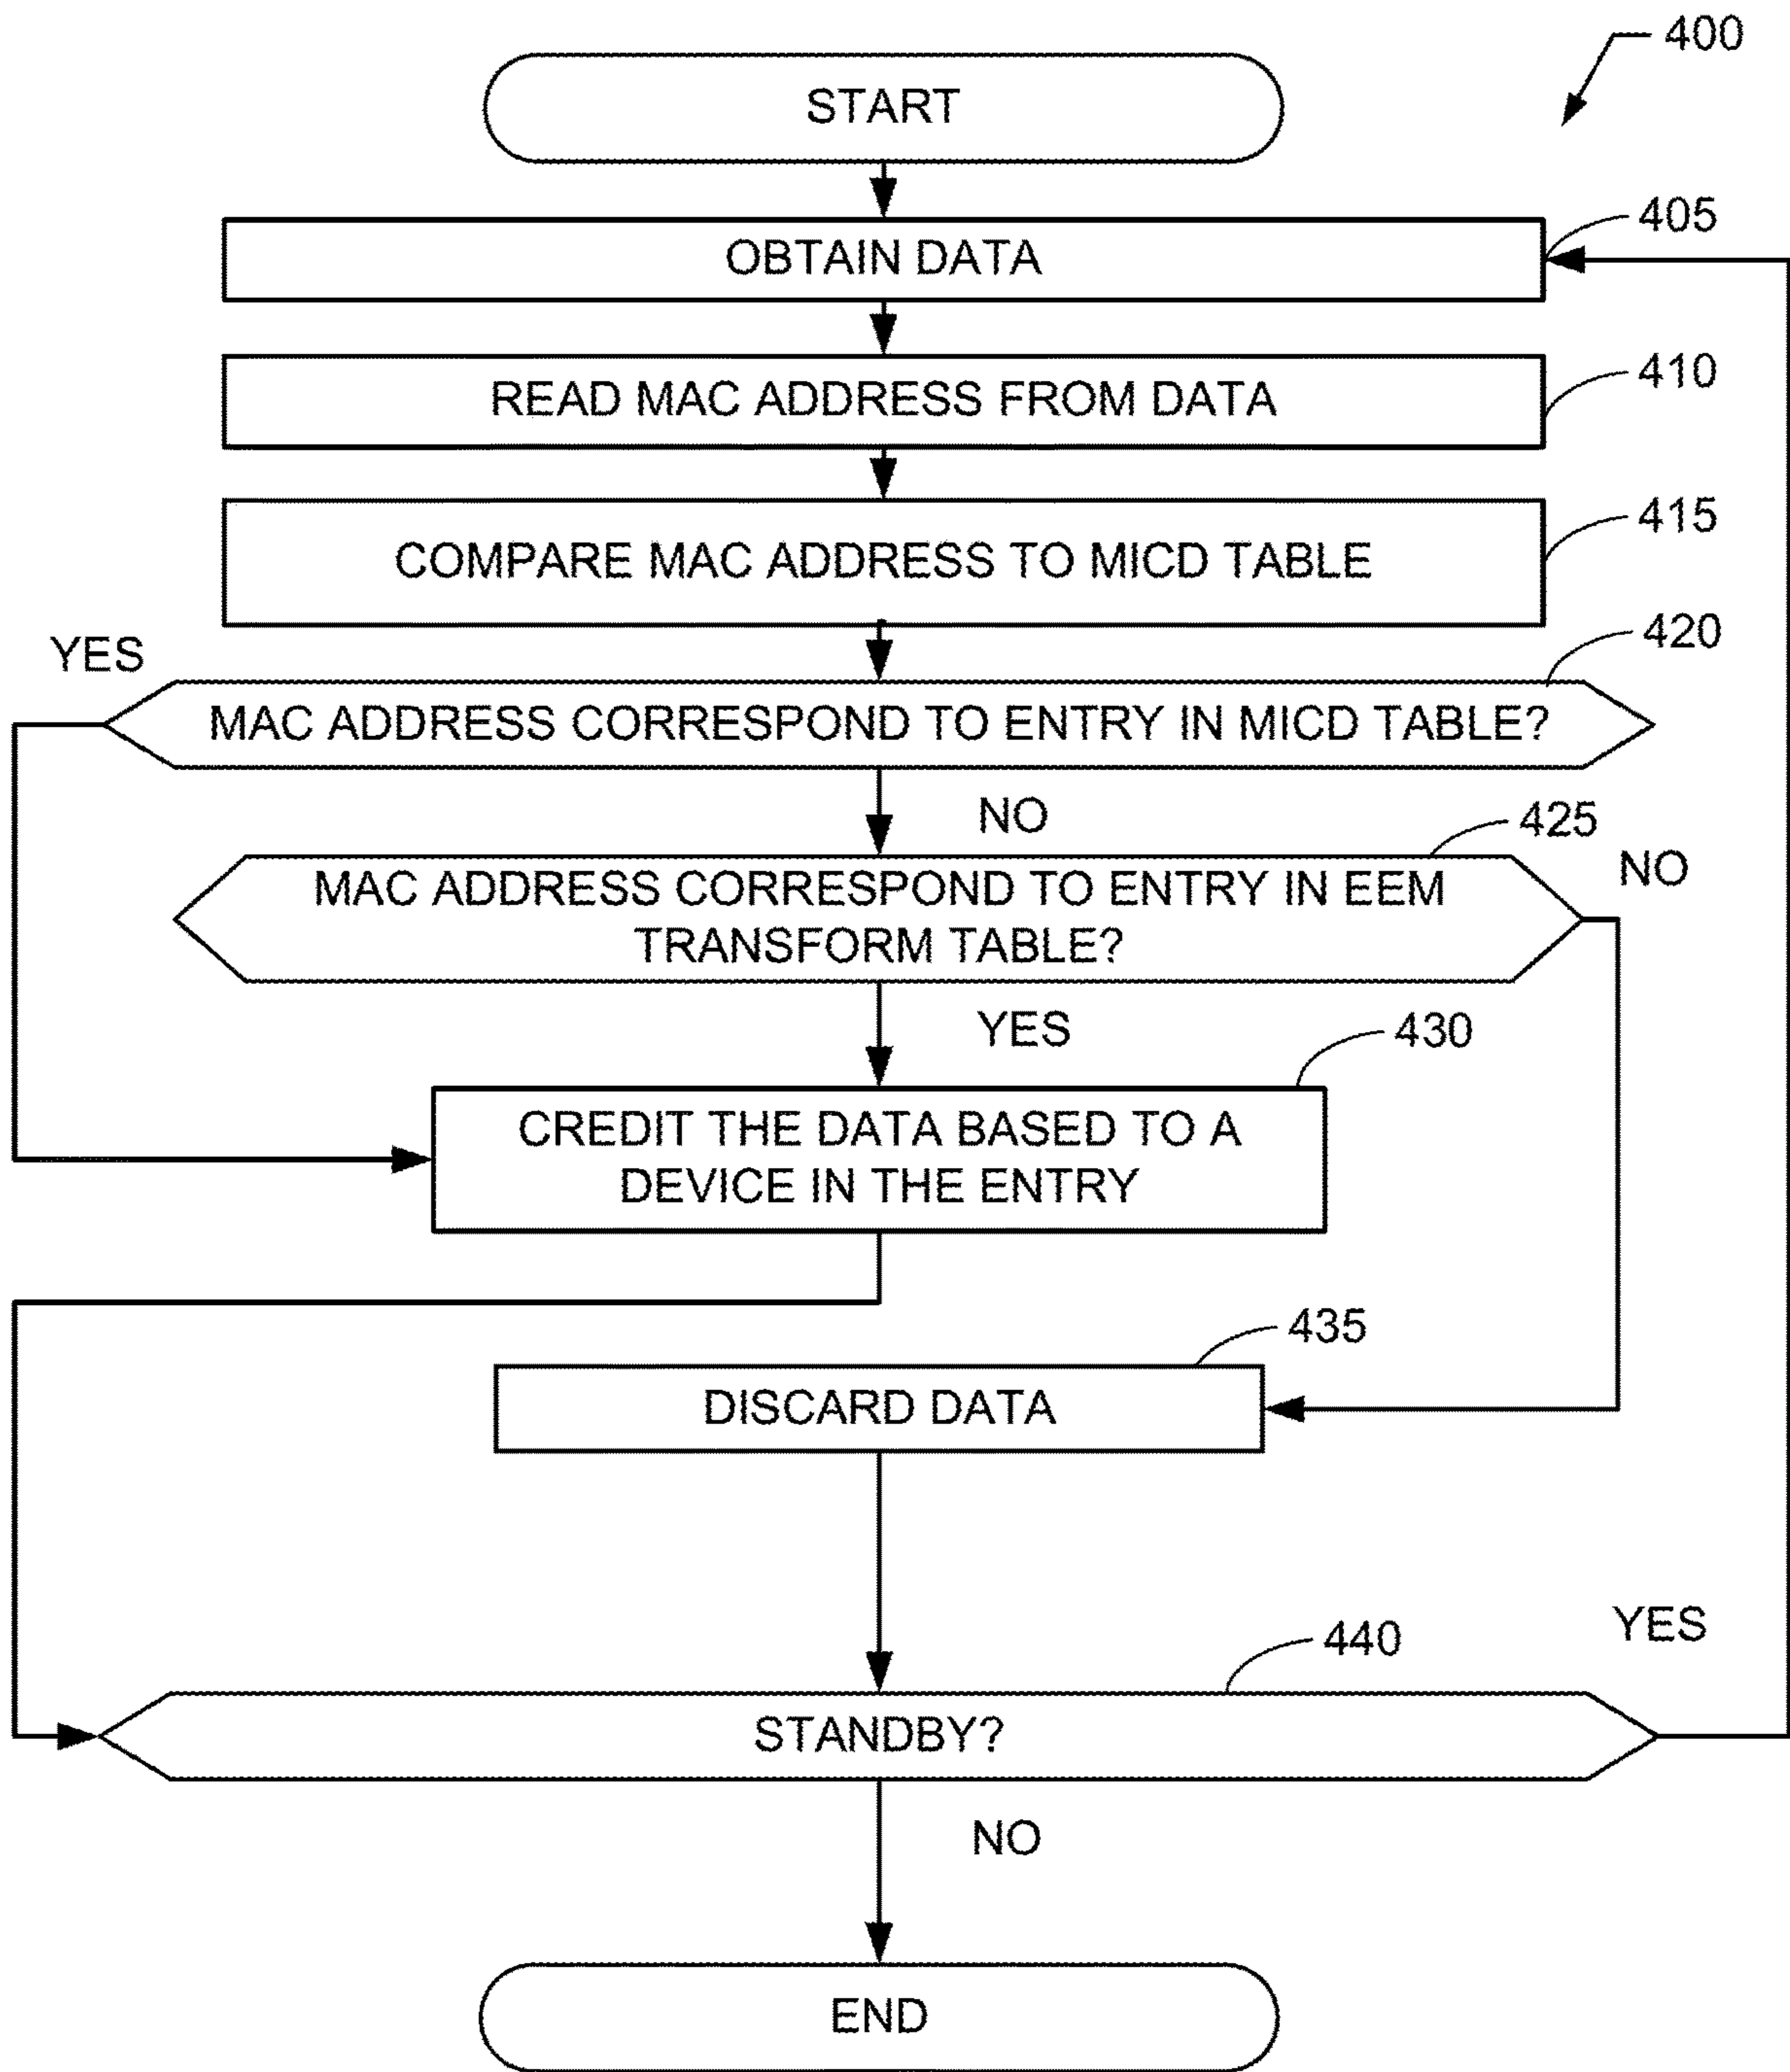 400
START
405
OBTAIN DATA
410
READ MAC ADDRESS FROM DATA
415
COMPARE MAC ADDRESS TO MICD TABLE
420
YES
MAC ADDRESS CORRESPOND TO ENTRY IN MICD TABLE?
NO
425
NO
MAC ADDRESS CORRESPOND TO ENTRY IN EEM
TRANSFORM TABLE?
YES
430
CREDIT THE DATA BASED TO A
DEVICE IN THE ENTRY
435
DISCARD DATA
440
YES
STANDBY?
NO
END